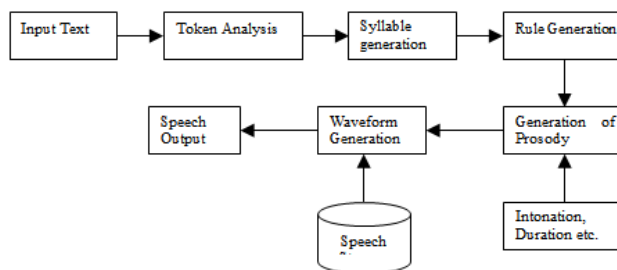 Input Text
Token Analysis
Syllable
generation
Rule Generation
Speech
Output
Waveform
Generation
Generation of
Prosody
Speech
Intonation,
Duration etc.